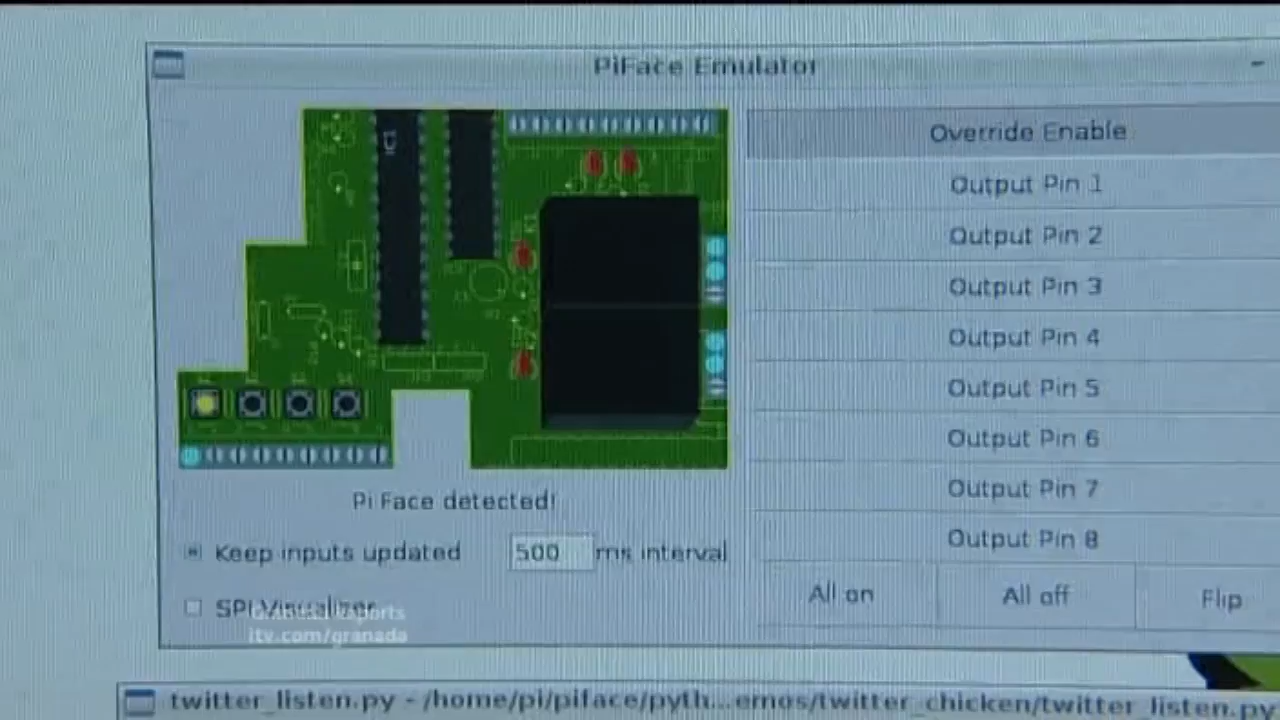 PiFace Emulator
IC1
Override Enable
Output Pin 1
Output Pin 2
Output Pin 3
Output Pin 4
Output Pin 5
Output Pin 6
Output Pin 7
Output Pin 8
All on
All off
Flip
Pi Face detected!
Keep inputs updated
500 ms interval
SPI Visualizer
Granada Reports
itv.com/granada
twitter_listen.py - /home/pi/piface/pyth...emos/twitter_chicken/twitter_listen.py